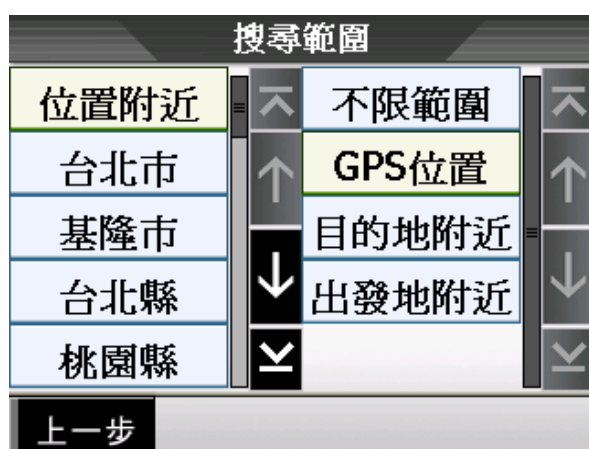 搜尋範圍
位置附近
台北市
基隆市
台北縣
桃園縣
不限範圍
GPS位置
目的地附近
出發地附近
上一步